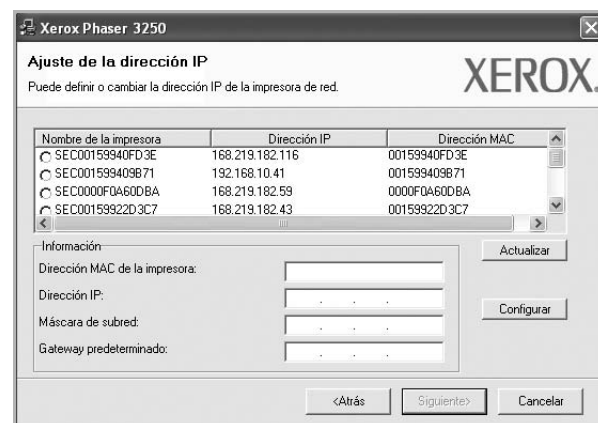 Xerox Phaser 3250
Ajuste de la dirección IP
Puede definir o cambiar la dirección IP de la impresora de red.
XEROX.
Nombre de la impresora Dirección IP Dirección MAC
SEC00159940FD3E 168.219.182.116 00159940FD3E
SEC001599409B71 192.168.10.41 001599409B71
SEC0000F0A60DBA 168.219.182.59 0000F0A60DBA
SEC00159922D3C7 168.219.182.43 00159922D3C7
Información
Actualizar
Dirección MAC de la impresora:
Dirección IP:
Configurar
Máscara de subred:
Gateway predeterminado:
<Atrás Siguiente> Cancelar